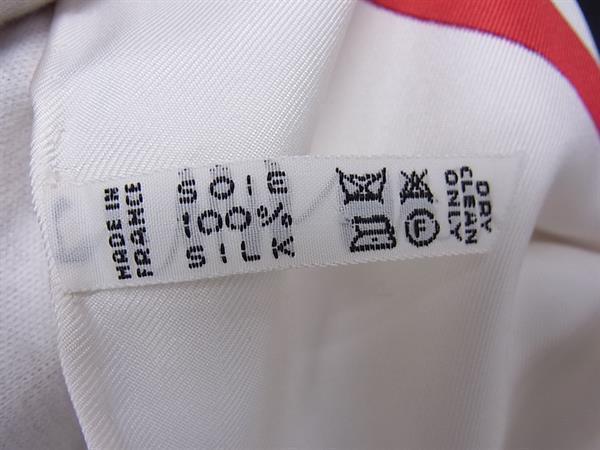 MADE IN
FRANCE
SOIE
100%
SILK
F
DRY
CLEAN
ONLY